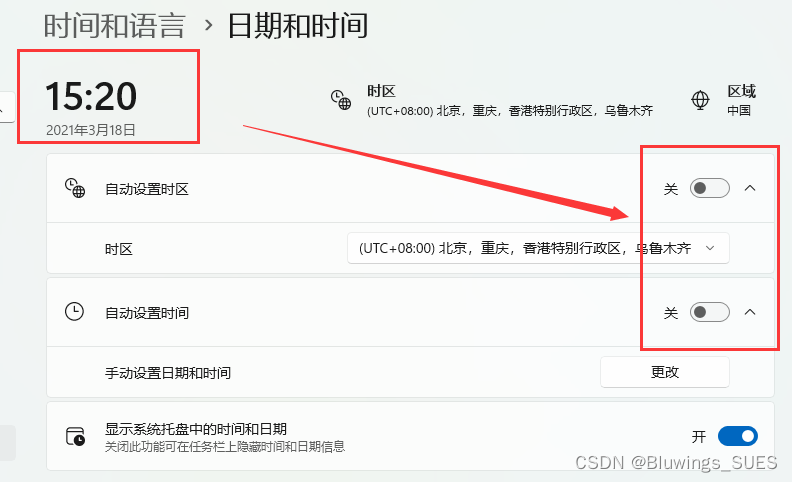 时间和语言 › 日期和时间
15:20
2021年3月18日
时区
(UTC+08:00) 北京，重庆，香港特别行政区，乌鲁木齐
区域
中国
自动设置时区
关
时区
(UTC+08:00) 北京，重庆，香港特别行政区，乌鲁木齐
自动设置时间
关
手动设置日期和时间
更改
显示系统托盘中的时间和日期
关闭此功能可在任务栏上隐藏时间和日期信息
开
CSDN @Bluwings_SUES